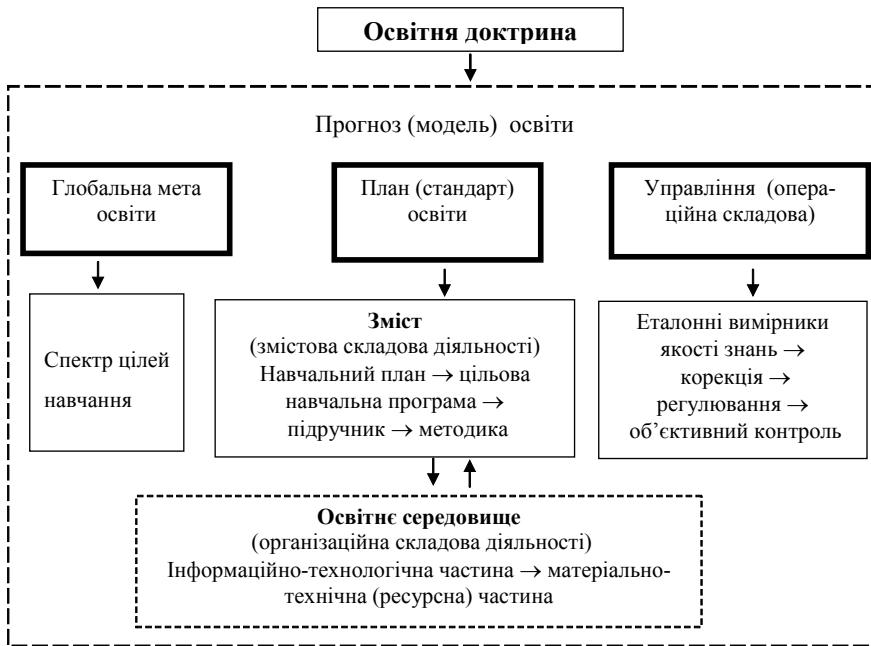 Освітня доктрина
Прогноз (модель) освіти
Глобальна мета
освіти
План (стандарт)
освіти
Управління (опера-
ційна складова)
Спектр цілей
навчання
Зміст
(змістова складова діяльності)
Навчальний план → цільова
навчальна програма →
підручник → методика
Еталонні вимірники
якості знань →
корекція →
регулювання →
об’єктивний контроль
Освітнє середовище
(організаційна складова діяльності)
Інформаційно-технологічна частина → матеріально-
технічна (ресурсна) частина